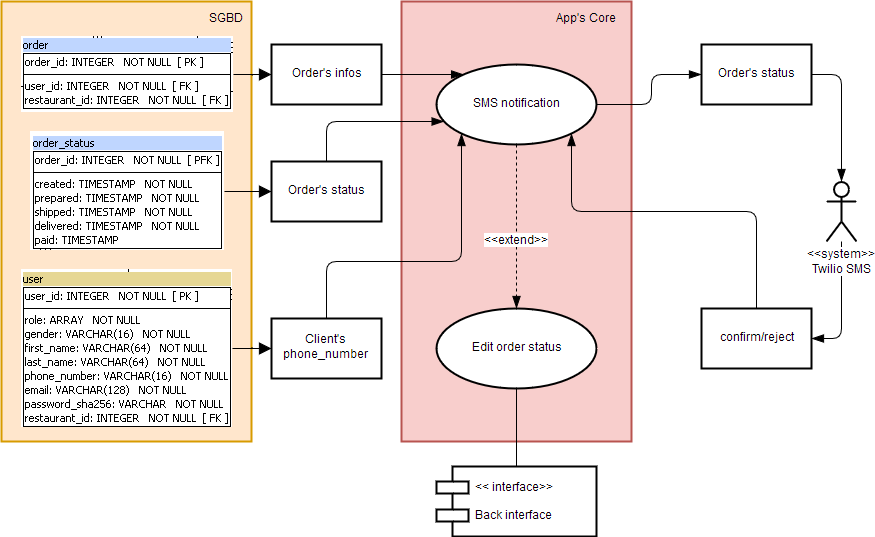 SGBD
order
order_id: INTEGER NOT NULL [ PK ]
user_id: INTEGER NOT NULL [ FK ]
restaurant_id: INTEGER NOT NULL [ FK ]
order_status
order_id: INTEGER NOT NULL [ PFK ]
created: TIMESTAMP NOT NULL
prepared: TIMESTAMP NOT NULL
shipped: TIMESTAMP NOT NULL
delivered: TIMESTAMP NOT NULL
paid: TIMESTAMP
user
user_id: INTEGER NOT NULL [ PK ]
role: ARRAY NOT NULL
gender: VARCHAR(16) NOT NULL
first_name: VARCHAR(64) NOT NULL
last_name: VARCHAR(64) NOT NULL
phone_number: VARCHAR(16) NOT NULL
email: VARCHAR(128) NOT NULL
password_sha256: VARCHAR NOT NULL
restaurant_id: INTEGER NOT NULL [ FK ]
Order's infos
Order's status
Client's
phone_number
App's Core
SMS notification
<<extend>>
Edit order status
<< interface>>
Back interface
Order's status
<<system>>
Twilio SMS
confirm/reject